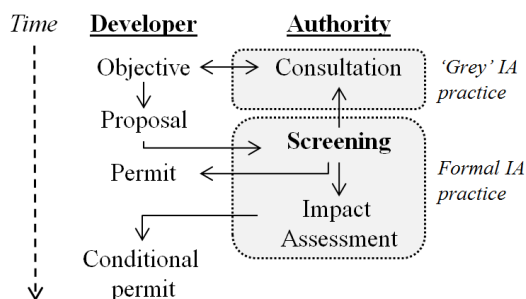 Time Developer Authority
Objective Consultation
‘Grey’ IA
practice
Proposal
Screening
Permit
Formal IA
practice
Impact
Assessment
Conditional
permit